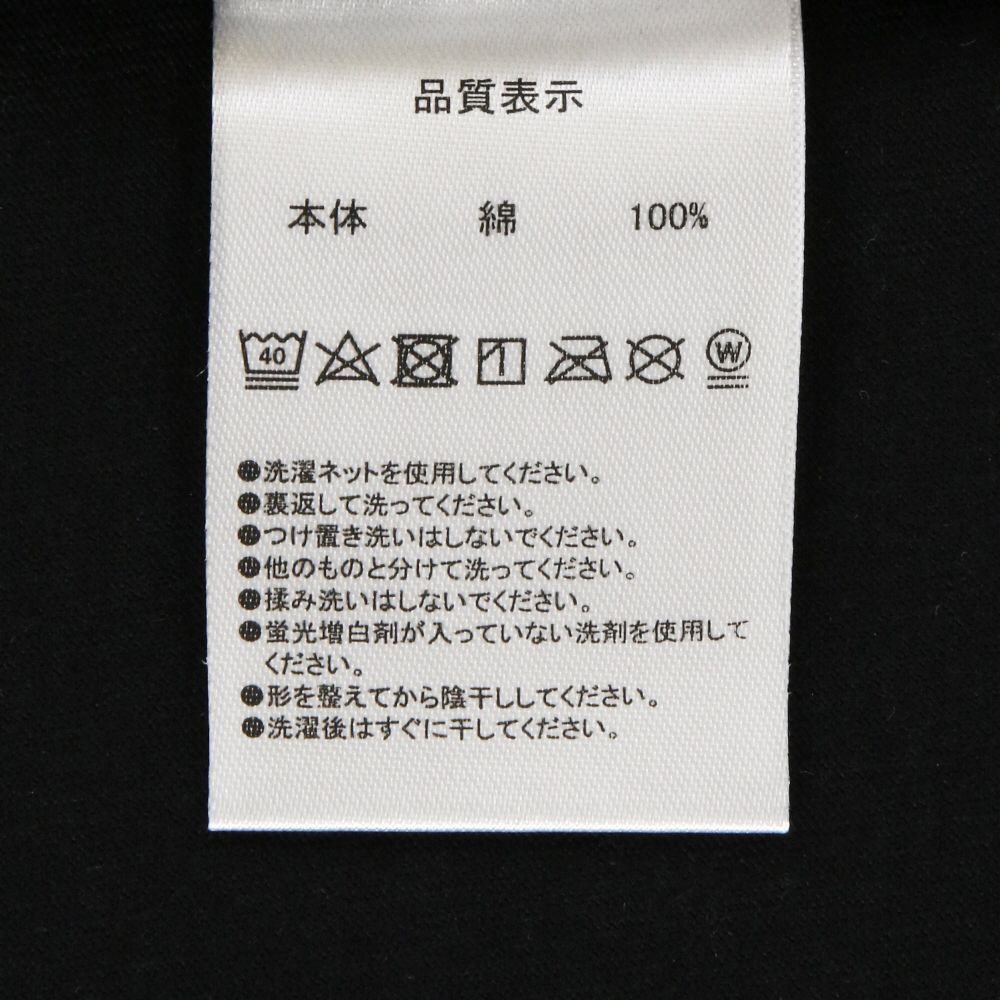 品質表示
本体 綿 100%
40 W
●洗濯ネットを使用してください。
●裏返して洗ってください。
●つけ置き洗いはしないでください。
●他のものと分けて洗ってください。
●揉み洗いはしないでください。
●蛍光増白剤が入っていない洗剤を使用して
ください。
●形を整えてから陰干ししてください。
●洗濯後はすぐに干してください。